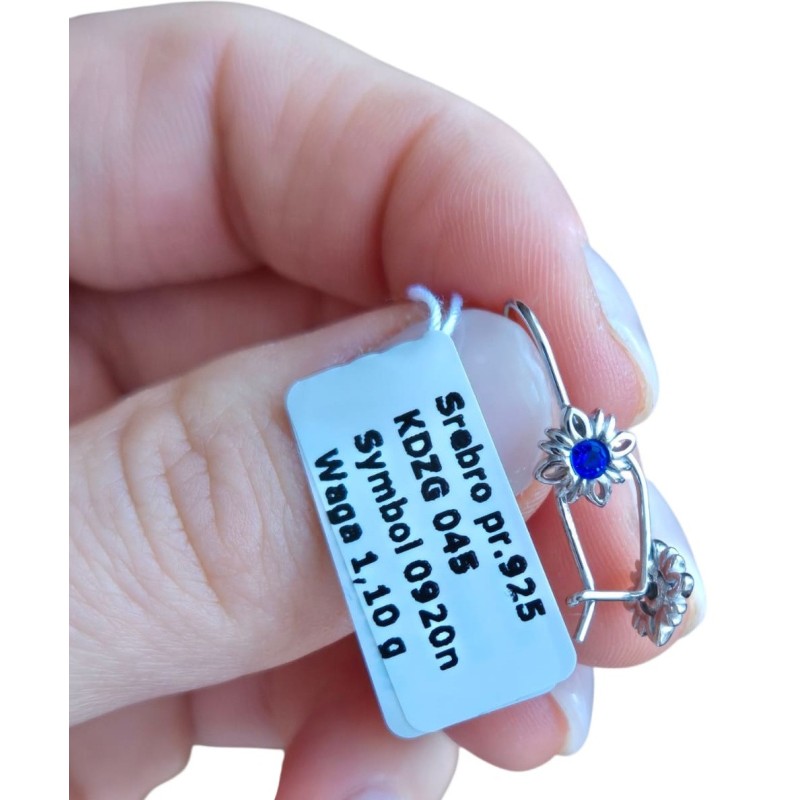 Srebro pr.925
KDZG 045
Symbol 0920n
Waga 1,10 g